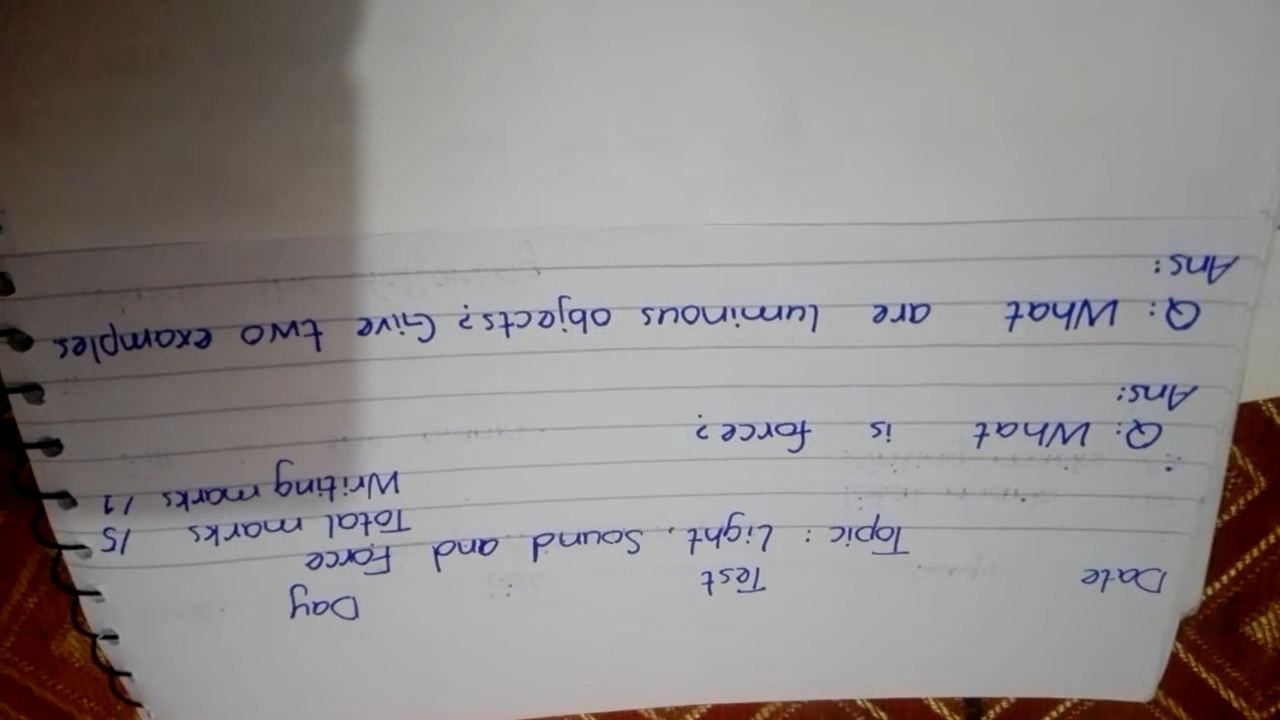 Date Test Day
Topic : Light, Sound and Force
Total marks /5
Writing marks /1
Q: What is force?
Ans:
Q: What are luminous objects? Give two examples
Ans: